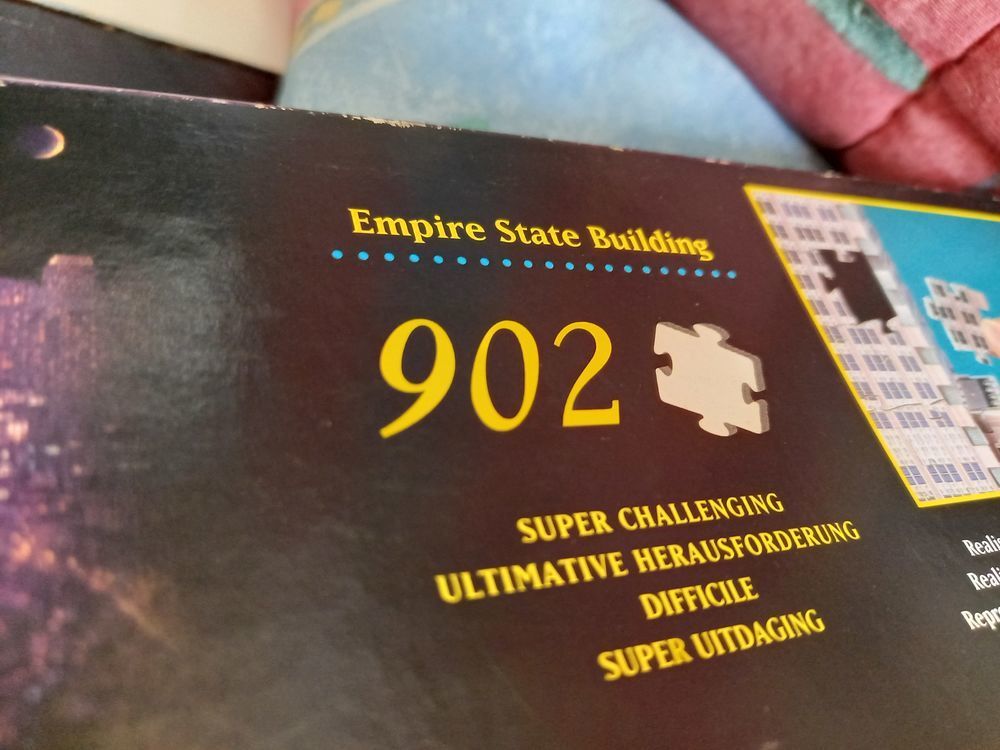 Empire State Building
902
SUPER CHALLENGING
ULTIMATIVE HERAUSFORDERUNG
DIFFICILE
SUPER UITDAGING